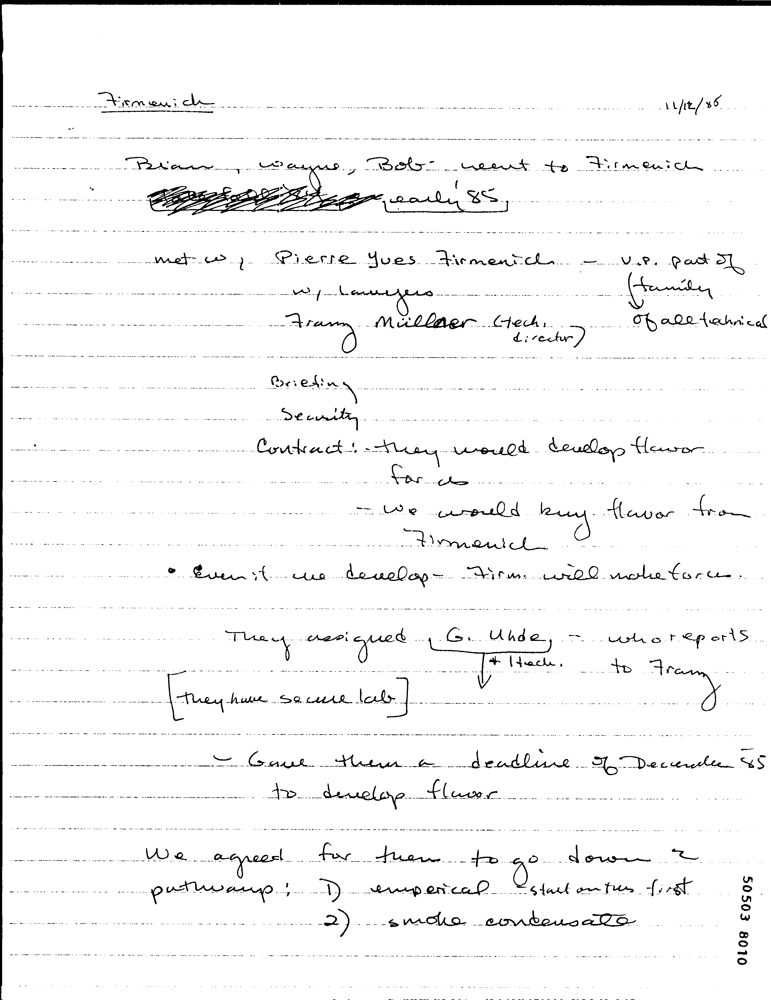 Firmenich 11/12/86
Brian, Wayne, Bob - went to Firmenich
early '85,
met w/ Pierre Yves Firmenich - V.P. part of
w/ Lawyers family
Franz Müllner (tech. of all technical
director)
Briefing
Security
Contract: - they would develop flavor
for us
- we would buy flavor from
Firmenich
• Even if we develop - Firm. will make for us.
They assigned G. Uhde, - who reports
+ 1 tech. to Franz
[they have secure lab]
- Gave them a deadline of December 85
to develop flavor
We agreed for them to go down 2
pathways: 1) emperical - start on this first
2) smoke condensate
50503 8010